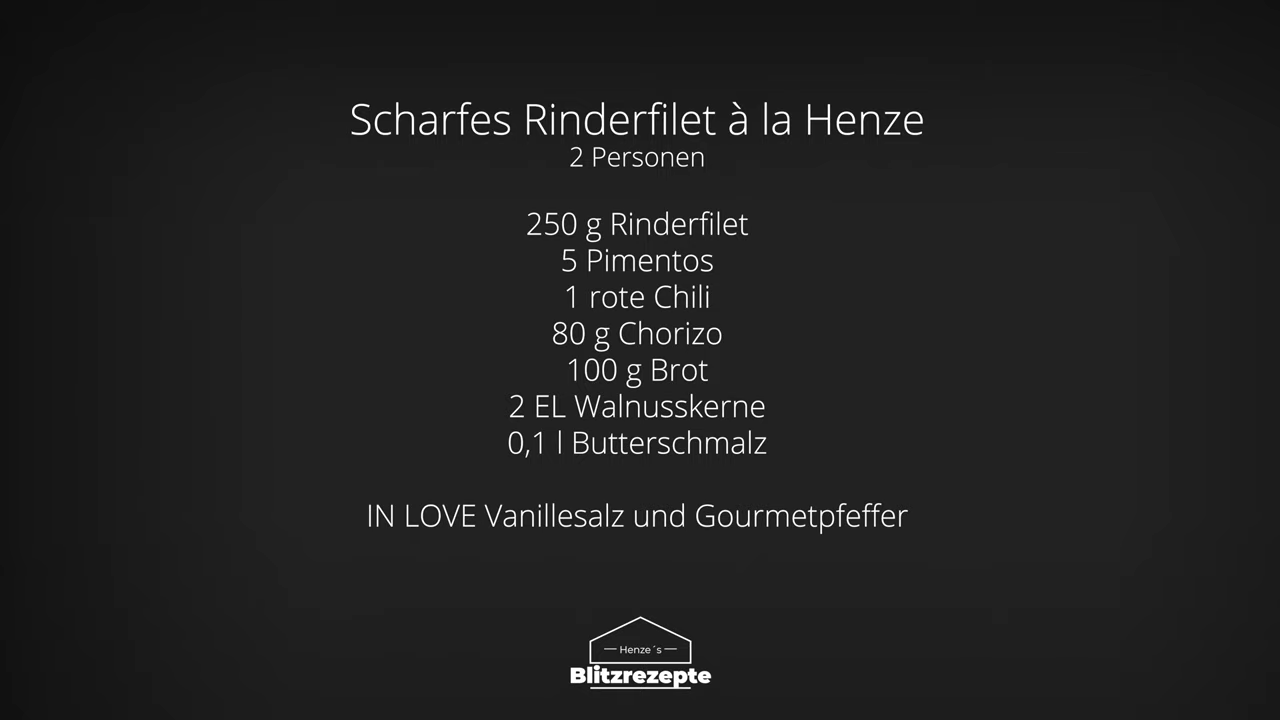 Scharfes Rinderfilet à la Henze
2 Personen
250 g Rinderfilet
5 Pimentos
1 rote Chili
80 g Chorizo
100 g Brot
2 EL Walnusskerne
0,1 l Butterschmalz
IN LOVE Vanillesalz und Gourmetpfeffer
Henze´s
Blitzrezepte